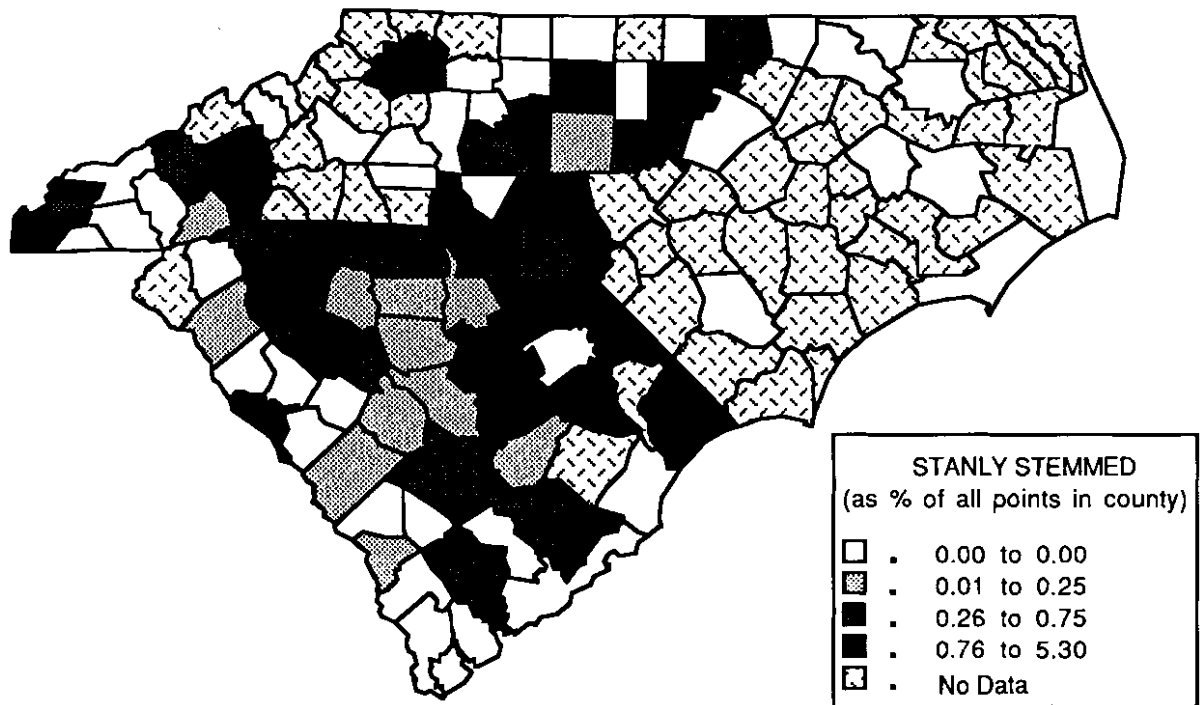 STANLY STEMMED
(as % of all points in county)
. 0.00 to 0.00
. 0.01 to 0.25
. 0.26 to 0.75
. 0.76 to 5.30
. No Data